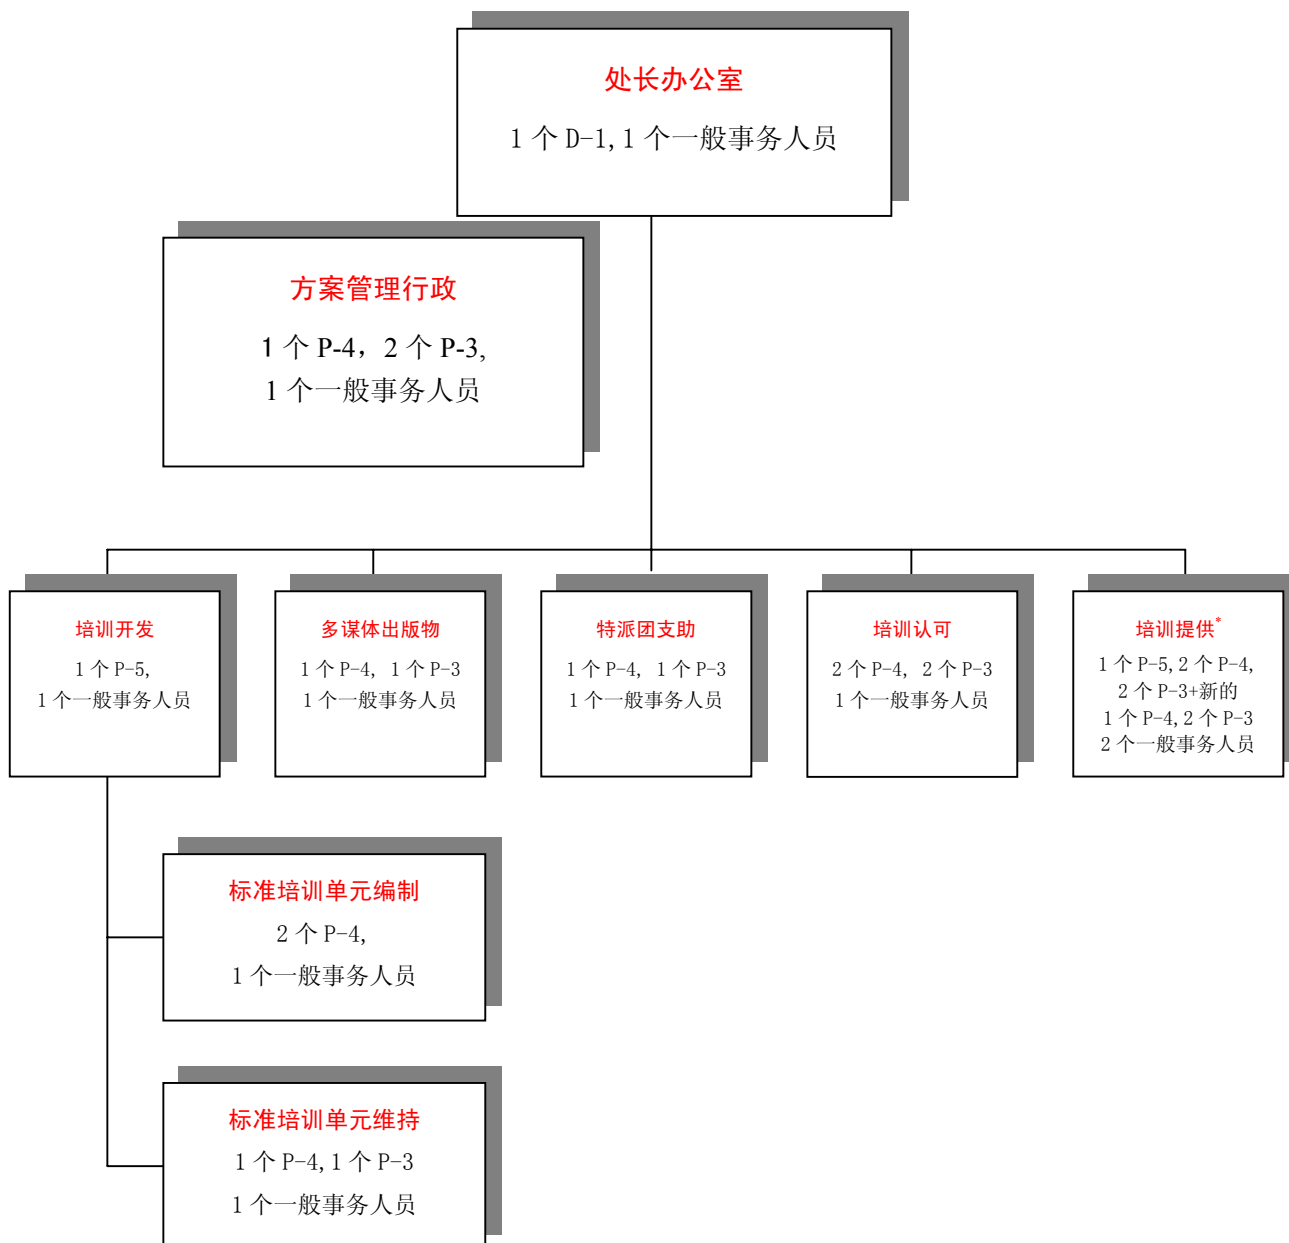 处长办公室
1 个 D-1,1 个一般事务人员
方案管理行政
1 个 P-4，2 个 P-3,
1 个一般事务人员
培训开发
1 个 P-5,
1 个一般事务人员
多谋体出版物
1 个 P-4, 1 个 P-3
1 个一般事务人员
特派团支助
1 个 P-4, 1 个 P-3
1 个一般事务人员
培训认可
2 个 P-4, 2 个 P-3
1 个一般事务人员
培训提供*
1 个 P-5,2 个 P-4,
2 个 P-3+新的
1 个 P-4,2 个 P-3
2 个一般事务人员
标准培训单元编制
2 个 P-4,
1 个一般事务人员
标准培训单元维持
1 个 P-4,1 个 P-3
1 个一般事务人员